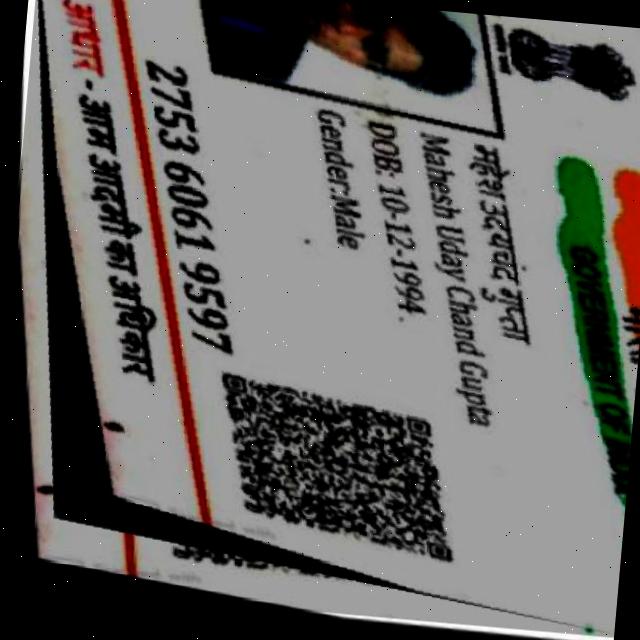 GOVERNMENT OF
महेश उदयचंद गुप्ता
Mahesh Uday Chand Gupta
DOB: 10-12-1994.
Gender:Male
2753 6061 9597
आधार - आम आदमी का अधिकार